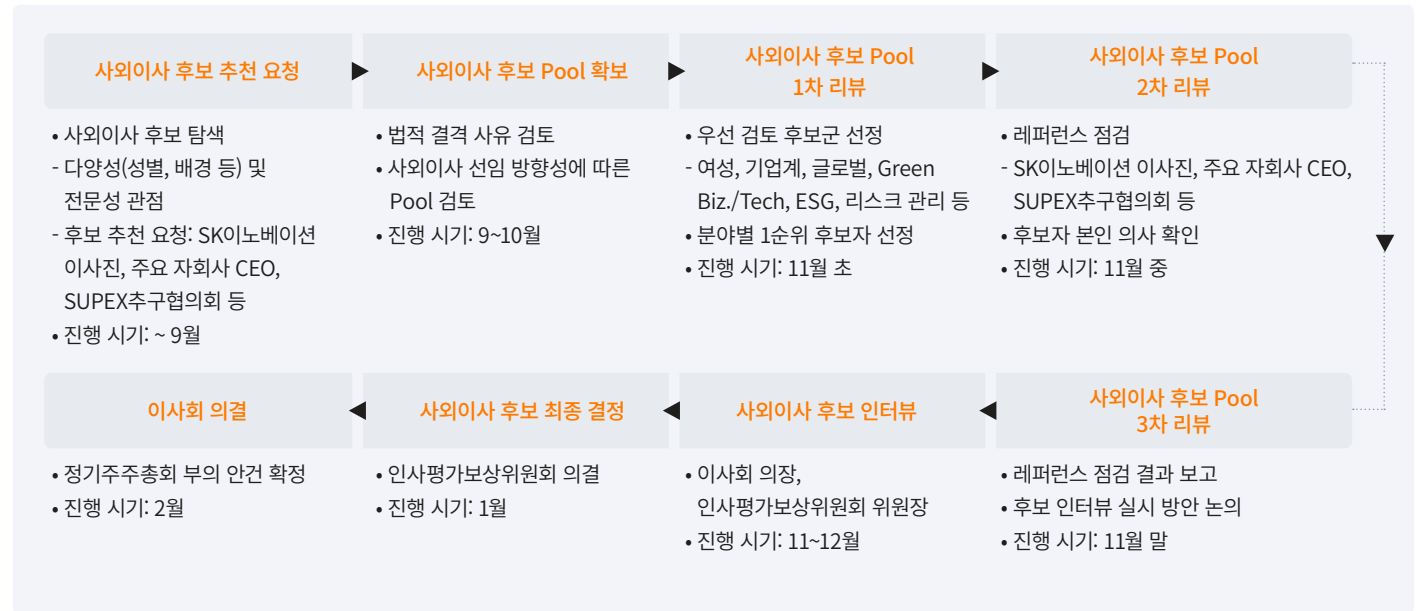 사외이사 후보 추천 요청
• 사외이사 후보 탐색
- 다양성(성별, 배경 등) 및
전문성 관점
- 후보 추천 요청: SK이노베이션
이사진, 주요 자회사 CEO,
SUPEX추구협의회 등
• 진행 시기: ~ 9월
사외이사 후보 Pool 확보
• 법적 결격 사유 검토
• 사외이사 선임 방향성에 따른
Pool 검토
• 진행 시기: 9~10월
사외이사 후보 Pool
1차 리뷰
• 우선 검토 후보군 선정
- 여성, 기업계, 글로벌, Green
Biz./Tech, ESG, 리스크 관리 등
• 분야별 1순위 후보자 선정
• 진행 시기: 11월 초
사외이사 후보 Pool
2차 리뷰
• 레퍼런스 점검
- SK이노베이션 이사진, 주요 자회사 CEO,
SUPEX추구협의회 등
• 후보자 본인 의사 확인
• 진행 시기: 11월 중
사외이사 후보 Pool
3차 리뷰
• 레퍼런스 점검 결과 보고
• 후보 인터뷰 실시 방안 논의
• 진행 시기: 11월 말
사외이사 후보 인터뷰
• 이사회 의장,
인사평가보상위원회 위원장
• 진행 시기: 11~12월
사외이사 후보 최종 결정
• 인사평가보상위원회 의결
• 진행 시기: 1월
이사회 의결
• 정기주주총회 부의 안건 확정
• 진행 시기: 2월